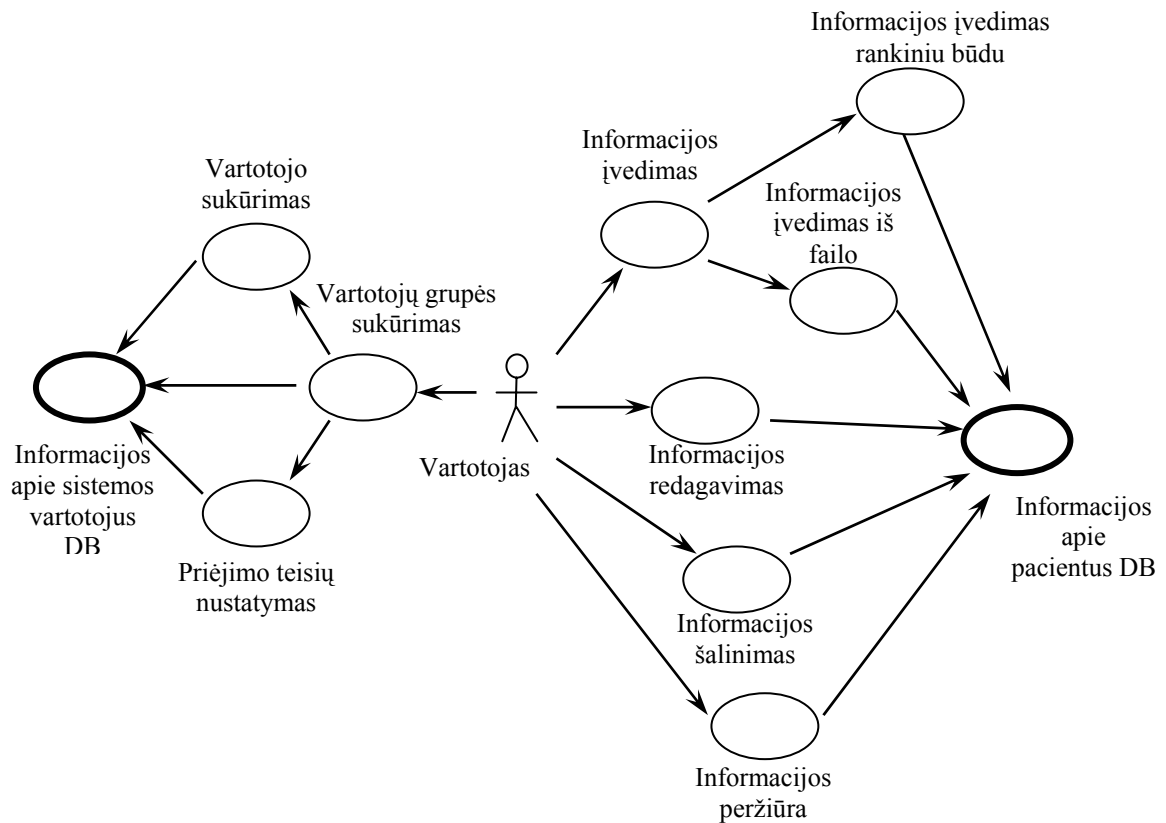 Informacijos įvedimas
rankiniu būdu
Informacijos
įvedimas
Vartotojo
sukūrimas
Informacijos
įvedimas iš
failo
Vartotojų grupės
sukūrimas
Vartotojas
Informacijos
apie sistemos
vartotojus
DB
Informacijos
redagavimas
Informacijos
apie
pacientus DB
Priėjimo teisių
nustatymas
Informacijos
šalinimas
Informacijos
peržiūra